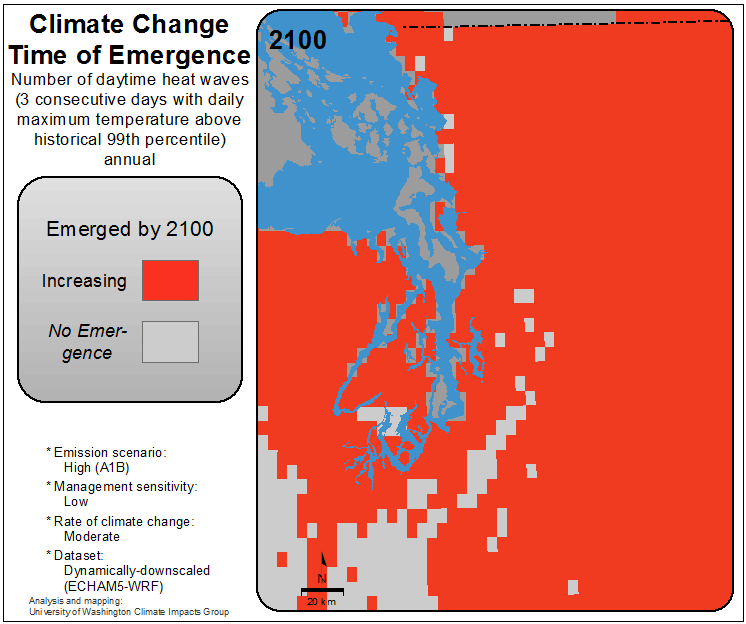 Climate Change
Time of Emergence
Number of daytime heat waves
(3 consecutive days with daily
maximum temperature above
historical 99th percentile)
annual
Emerged by 2100
Increasing
No Emer-
gence
* Emission scenario:
High (A1B)
* Management sensitivity:
Low
* Rate of climate change:
Moderate
* Dataset:
Dynamically-downscaled
(ECHAM5-WRF)
Analysis and mapping:
University of Washington Climate Impacts Group
2100
N
20 km